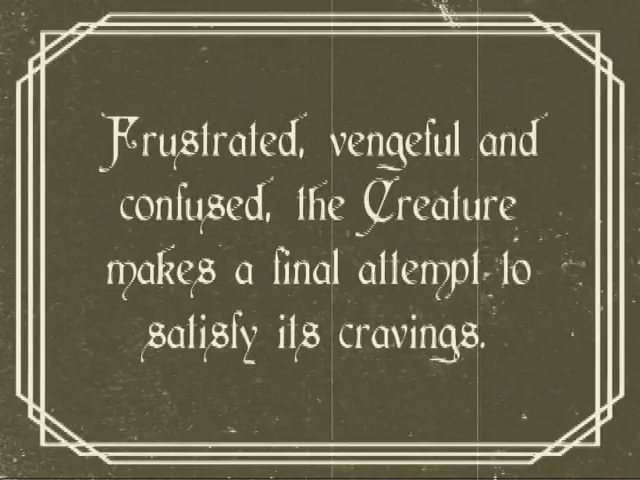 Frustrated, vengeful and
confused, the Creature
makes a final attempt to
satisfy its cravings.